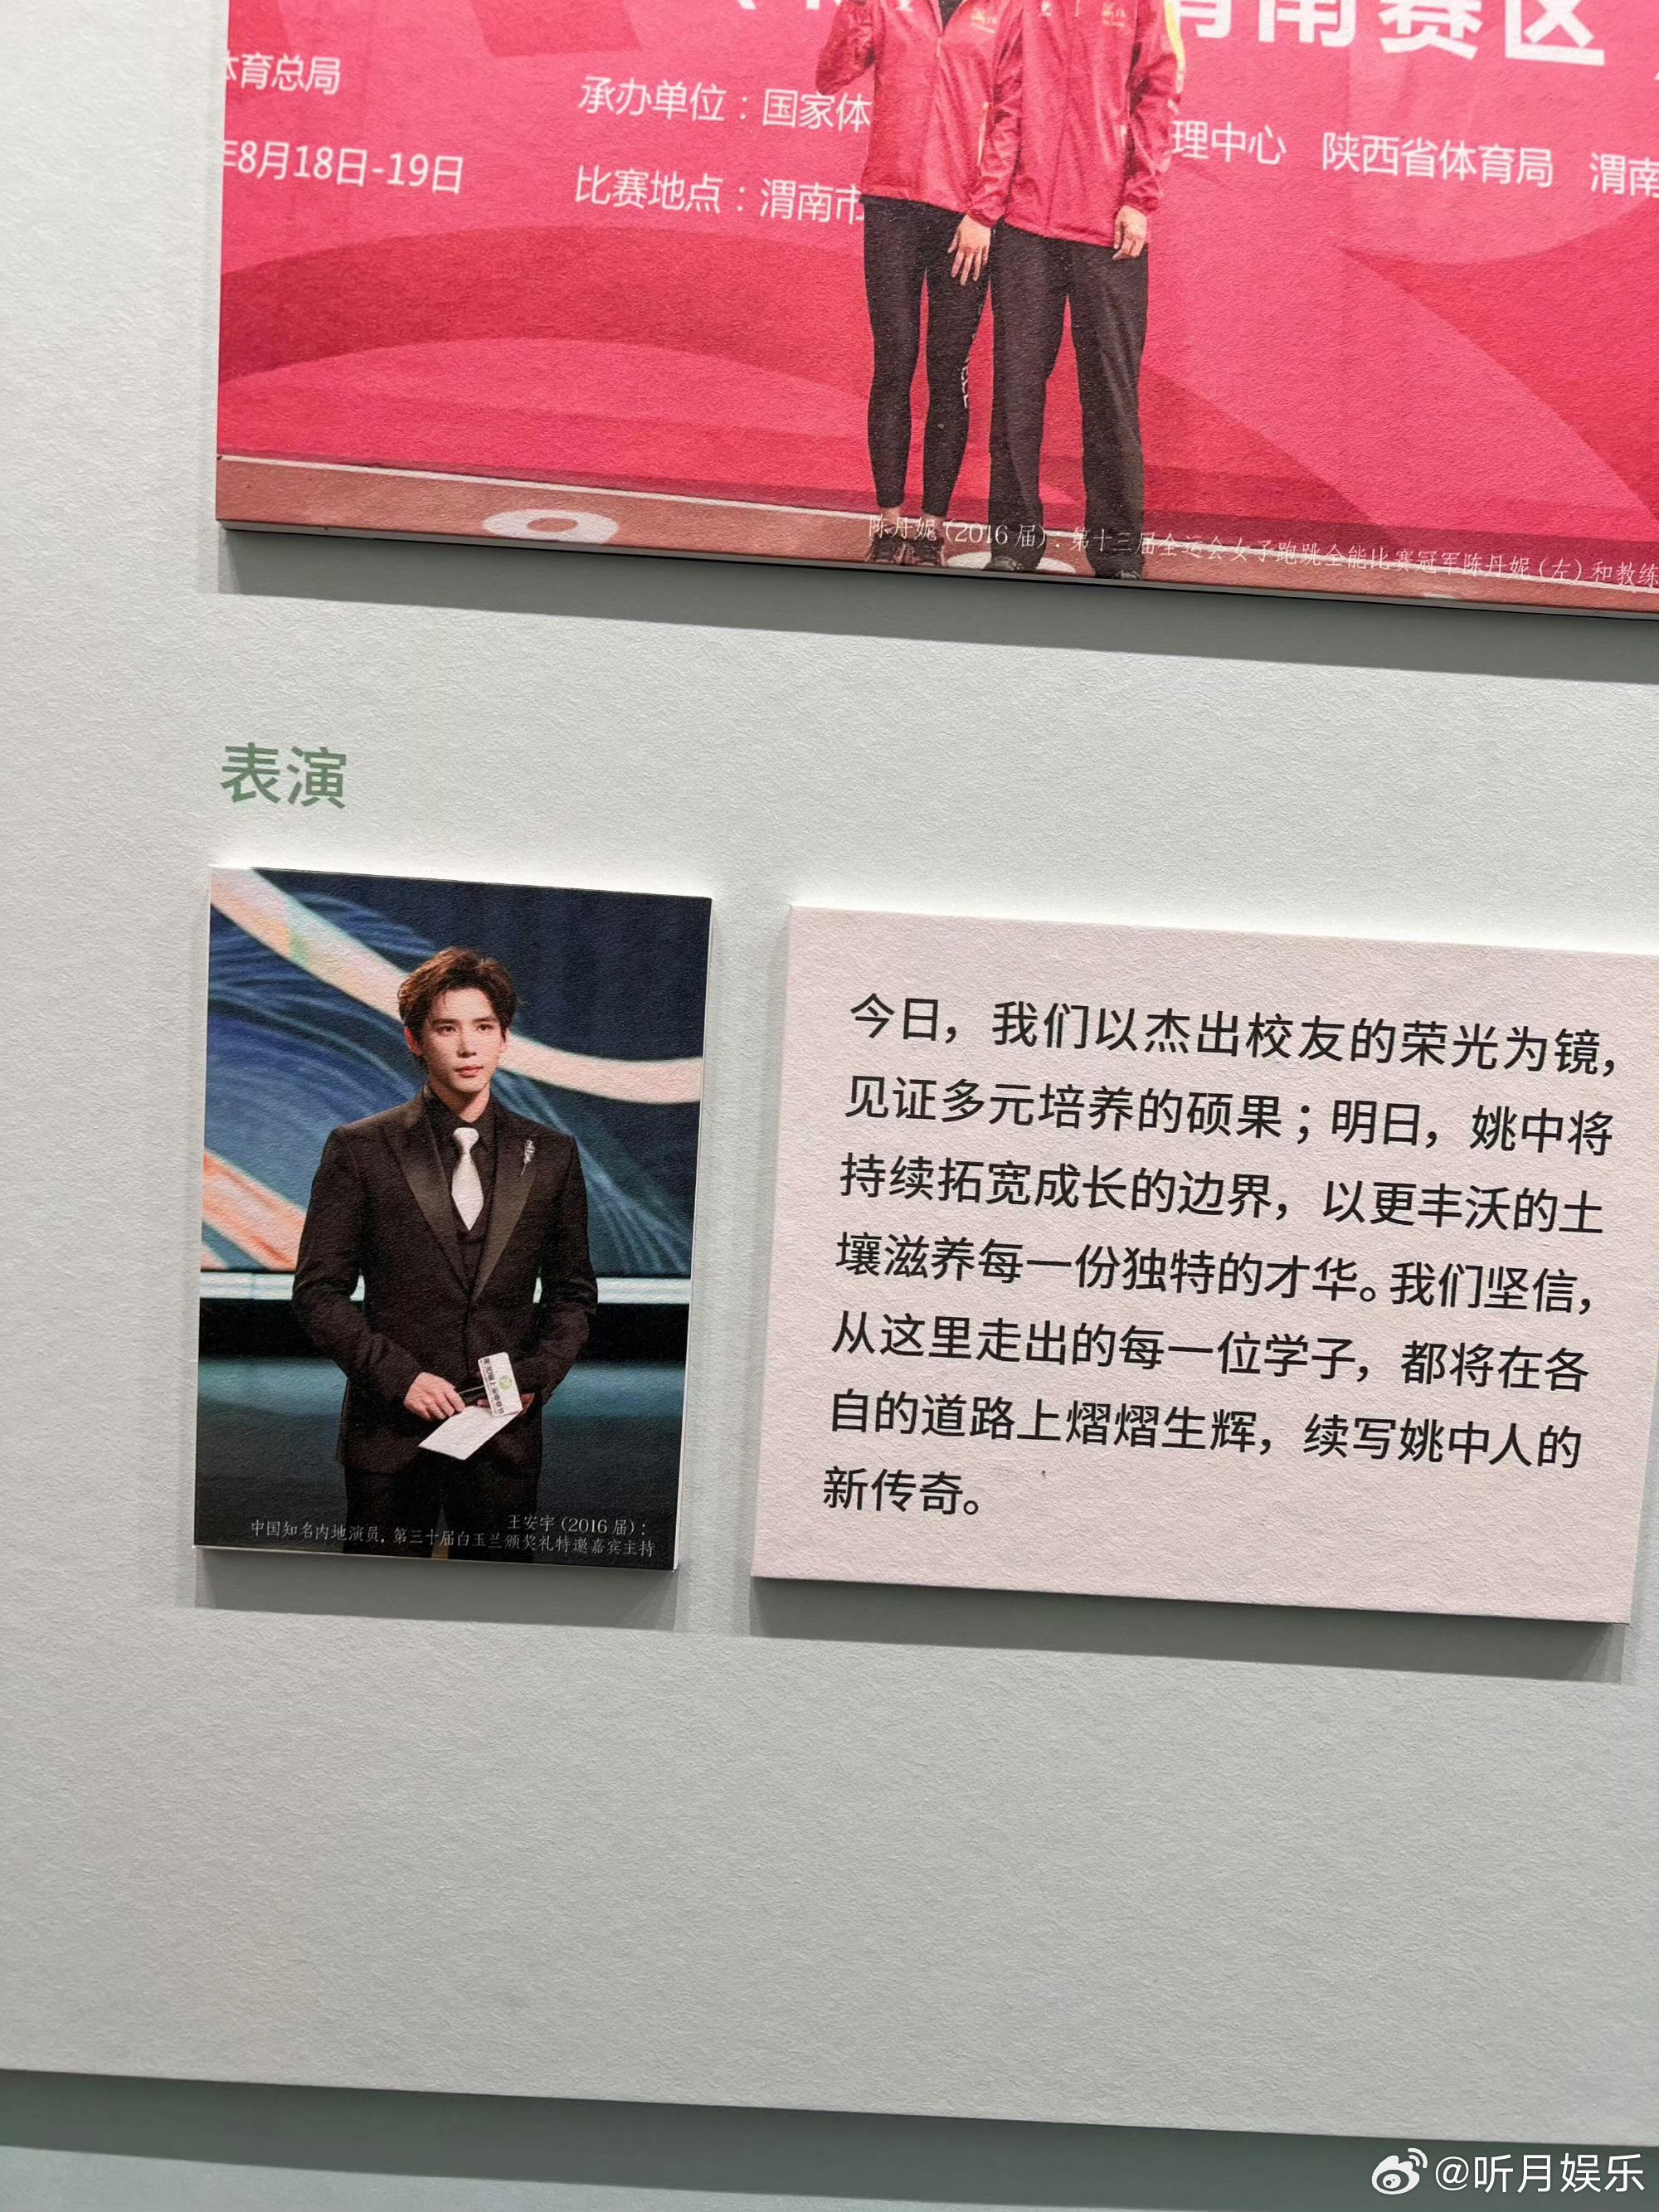 渭南赛区
体育总局
承办单位：国家体
理中心 陕西省体育局 渭南
年8月18日-19日
比赛地点：渭南市
陈丹妮（2016 届）：第十三届全运会女子跑跳全能比赛冠军陈丹妮（左）和教练
表演
今日，我们以杰出校友的荣光为镜，
见证多元培养的硕果；明日，姚中将
持续拓宽成长的边界，以更丰沃的土
壤滋养每一份独特的才华。我们坚信，
从这里走出的每一位学子，都将在各
自的道路上熠熠生辉，续写姚中人的
新传奇。
王安宇（2016 届）：
中国知名内地演员，第三十届白玉兰颁奖礼特邀嘉宾主持
@听月娱乐